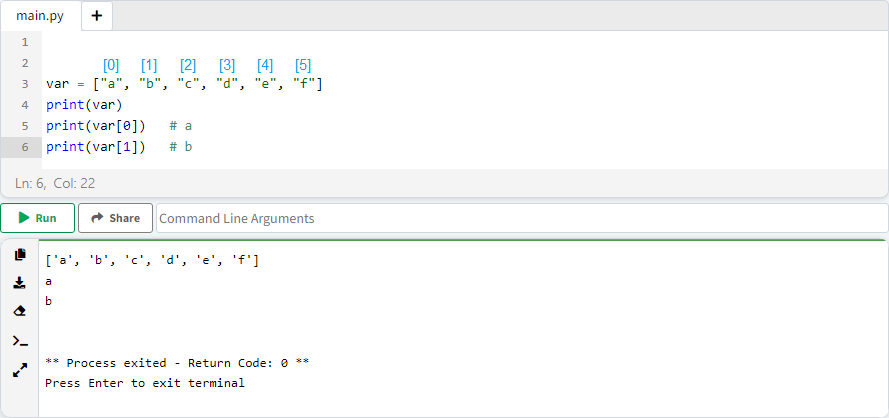 main.py +
1
2 [0] [1] [2] [3] [4] [5]
3 var = ["a", "b", "c", "d", "e", "f"]
4 print(var)
5 print(var[0]) # a
6 print(var[1]) # b
Ln: 6, Col: 22
Run Share Command Line Arguments
['a', 'b', 'c', 'd', 'e', 'f']
a
b
** Process exited - Return Code: 0 **
Press Enter to exit terminal